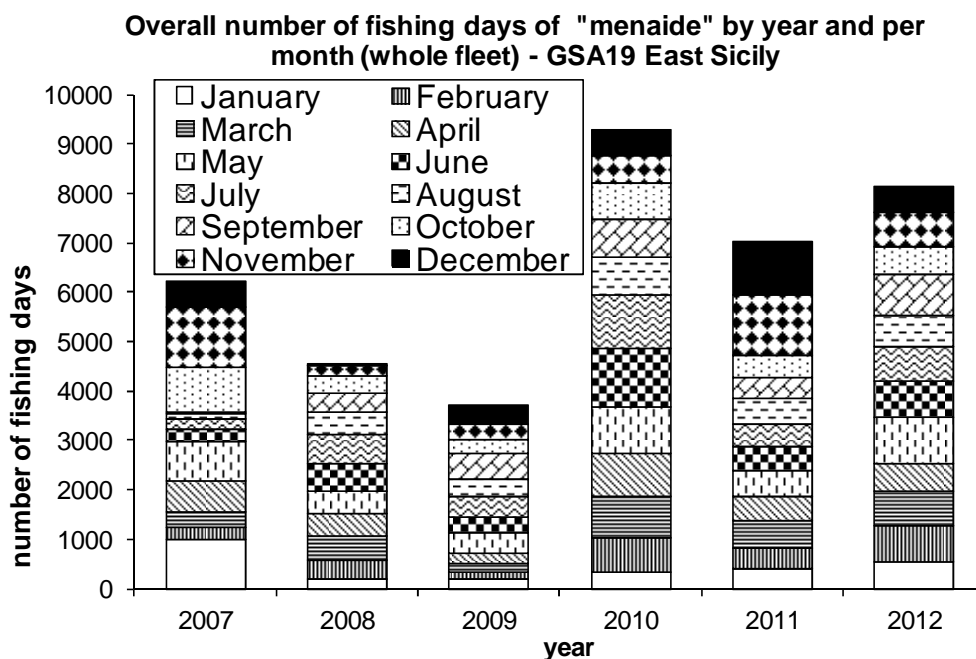 Overall number of fishing days of "menaide" by year and per
month (whole fleet) - GSA19 East Sicily
number of fishing days
10000
9000
8000
7000
6000
5000
4000
3000
2000
1000
0
January February
March April
May June
July August
September October
November December
2007 2008 2009 2010 2011 2012
year